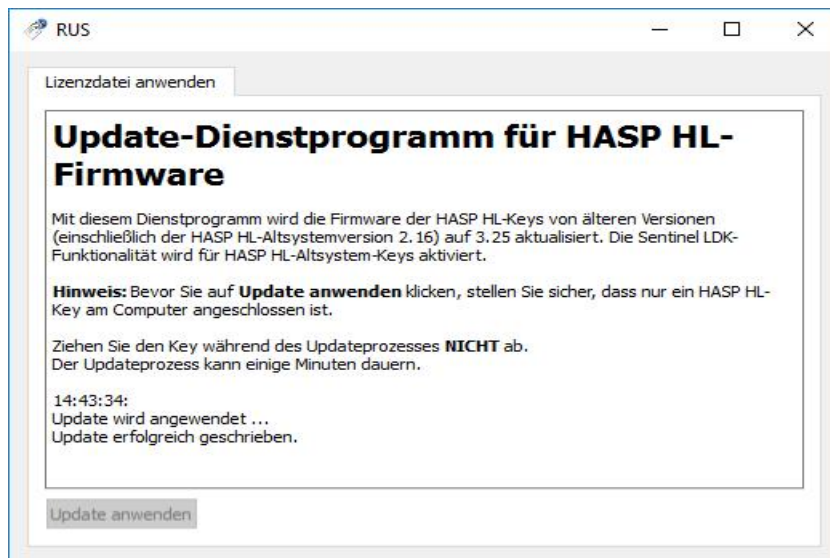 RUS
Lizenzdatei anwenden
Update-Dienstprogramm für HASP HL-
Firmware
Mit diesem Dienstprogramm wird die Firmware der HASP HL-Keys von älteren Versionen
(einschließlich der HASP HL-Altsystemversion 2.16) auf 3.25 aktualisiert. Die Sentinel LDK-
Funktionalität wird für HASP HL-Altsystem-Keys aktiviert.
Hinweis: Bevor Sie auf Update anwenden klicken, stellen Sie sicher, dass nur ein HASP HL-
Key am Computer angeschlossen ist.
Ziehen Sie den Key während des Updateprozesses NICHT ab.
Der Updateprozess kann einige Minuten dauern.
14:43:34:
Update wird angewendet ...
Update erfolgreich geschrieben.
Update anwenden